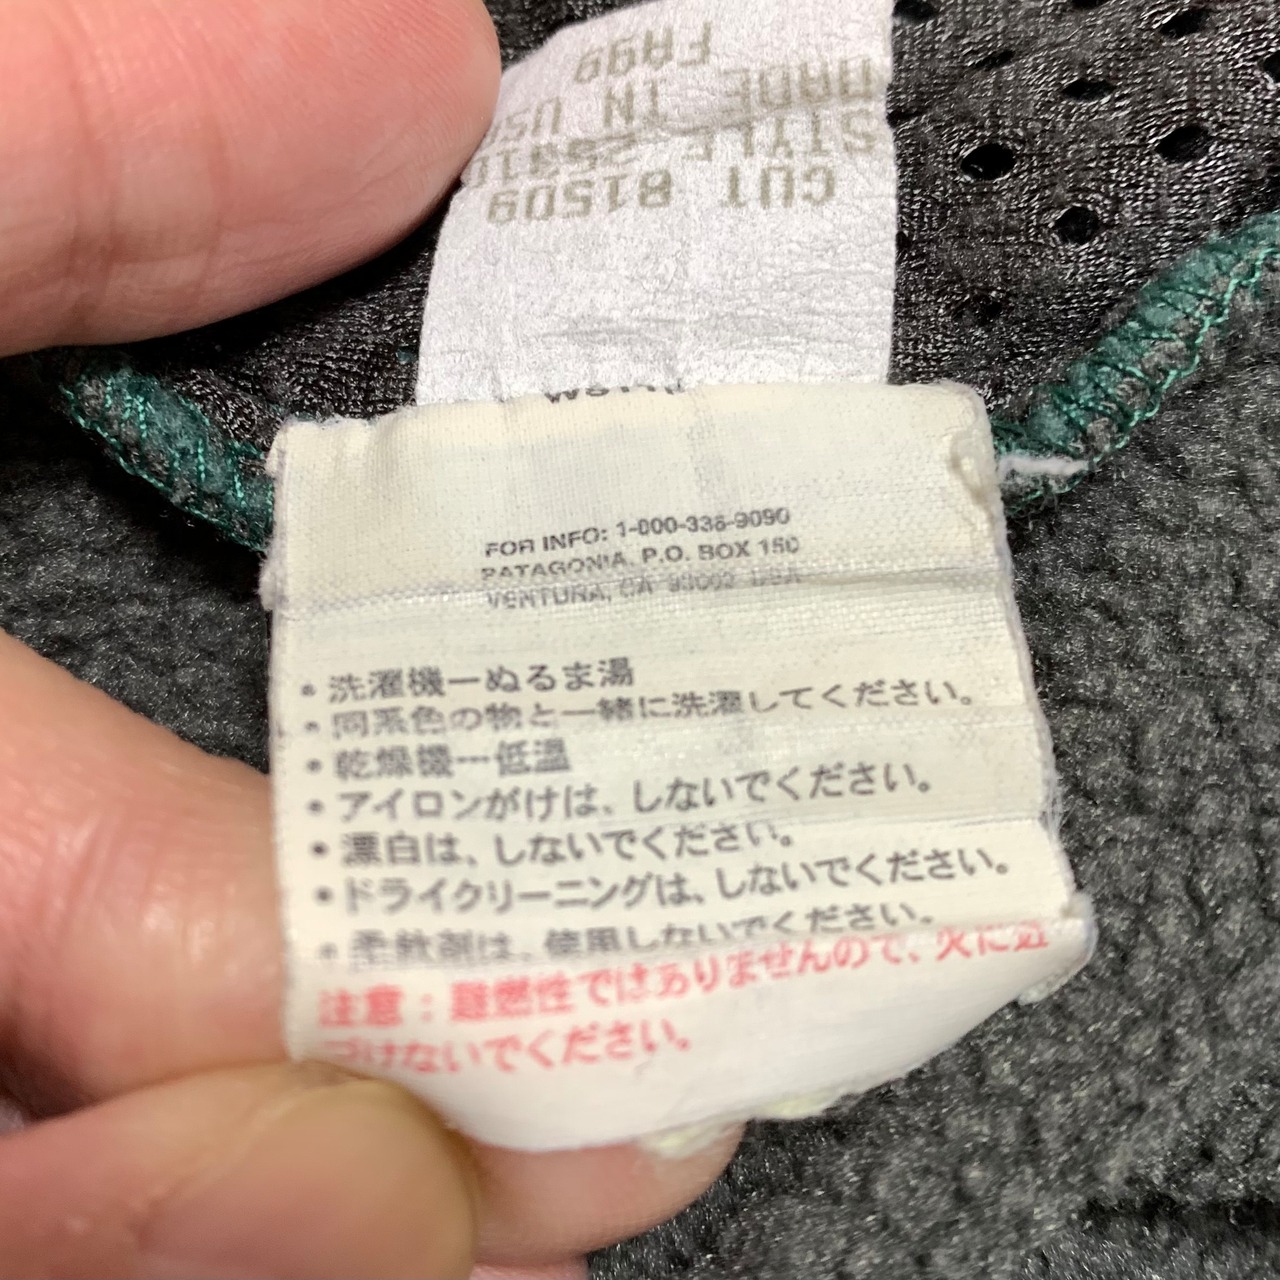 FA99
MADE IN USA
STYLE 25310
CUT 81509
FOR INFO: 1-800-336-9090
PATAGONIA, P.O. BOX 150
VENTURA, CA 93002 USA
• 洗濯機ーぬるま湯
• 同系色の物と一緒に洗濯してください。
• 乾燥機ー低温
• アイロンがけは、しないでください。
• 漂白は、しないでください。
• ドライクリーニングは、しないでください。
• 柔軟剤は、使用しないでください。
注意：難燃性ではありませんので、火に近
づけないでください。